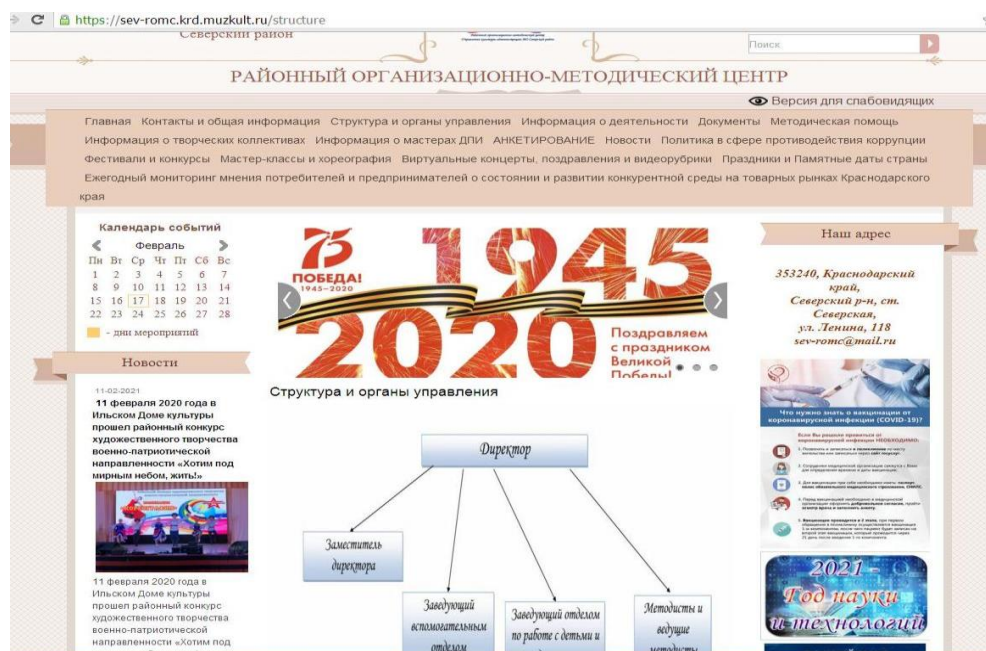 https://sev-romc.krd.muzkult.ru/structure
Северский район
Поиск
РАЙОННЫЙ ОРГАНИЗАЦИОННО-МЕТОДИЧЕСКИЙ ЦЕНТР
Версия для слабовидящих
Главная Контакты и общая информация Структура и органы управления Информация о деятельности Документы Методическая помощь
Информация о творческих коллективах Информация о мастерах ДПИ АНКЕТИРОВАНИЕ Новости Политика в сфере противодействия коррупции
Фестивали и конкурсы Мастер-классы и хореография Виртуальные концерты, поздравления и видеорубрики Праздники и Памятные даты страны
Ежегодный мониторинг мнения потребителей и предпринимателей о состоянии и развитии конкурентной среды на товарных рынках Краснодарского
края
Календарь событий
Февраль
Пн Вт Ср Чт Пт Сб Вс
1 2 3 4 5 6 7
8 9 10 11 12 13 14
15 16 17 18 19 20 21
22 23 24 25 26 27 28
- дни мероприятий
Новости
11-02-2021
11 февраля 2020 года в
Ильском Доме культуры
прошел районный конкурс
художественного творчества
военно-патриотической
направленности «Хотим под
мирным небом, жить!»
11 февраля 2020 года в
Ильском Доме культуры
прошел районный конкурс
художественного творчества
военно-патриотической
направленности «Хотим под
75
ПОБЕДА!
1945–2020
1945
2020
Поздравляем
с праздником
Великой
Победы!
Структура и органы управления
Директор
Заместитель
директора
Заведующий
вспомогательным
отделом
Заведующий отделом
по работе с детьми и
Методисты и
ведущие
методисты
Наш адрес
353240, Краснодарский
край,
Северский р-н, ст.
Северская,
ул. Ленина, 118
sev-romc@mail.ru
Что нужно знать о вакцинации от
коронавирусной инфекции (COVID-19)?
2021 -
Год науки
и технологий